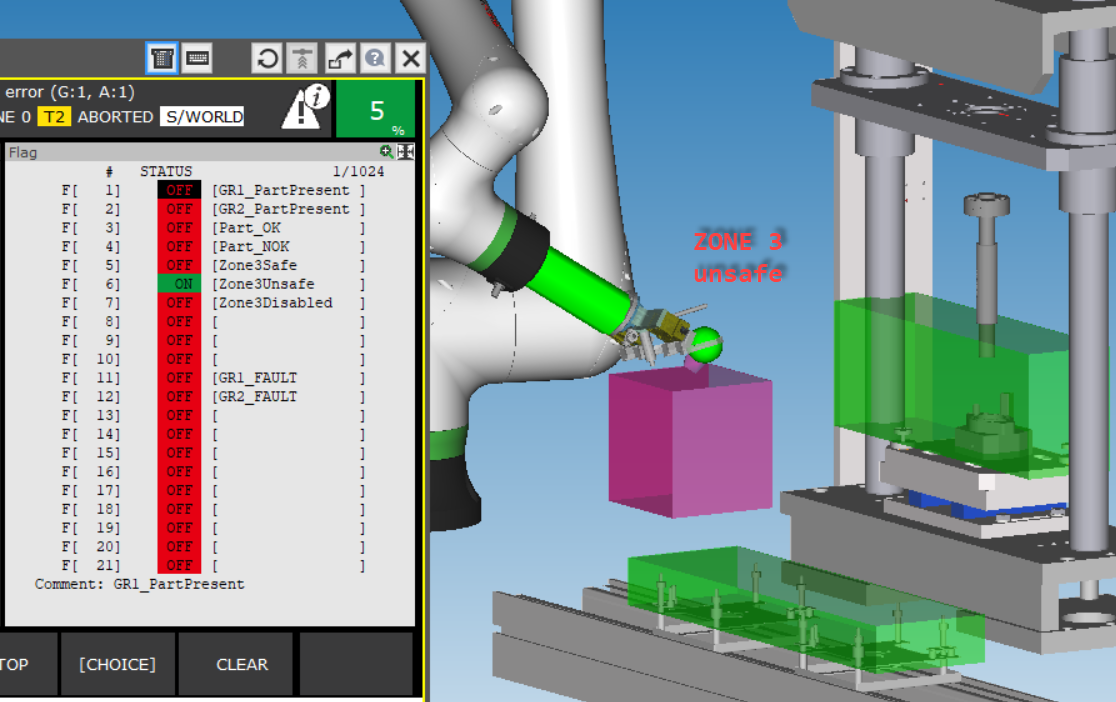 error (G:1, A:1)
NE 0 T2 ABORTED S/WORLD
5
%
Flag
# STATUS 1/1024
F[ 1] OFF [GR1_PartPresent ]
F[ 2] OFF [GR2_PartPresent ]
F[ 3] OFF [Part_OK ]
F[ 4] OFF [Part_NOK ]
F[ 5] OFF [Zone3Safe ]
F[ 6] ON [Zone3Unsafe ]
F[ 7] OFF [Zone3Disabled ]
F[ 8] OFF [ ]
F[ 9] OFF [ ]
F[ 10] OFF [ ]
F[ 11] OFF [GR1_FAULT ]
F[ 12] OFF [GR2_FAULT ]
F[ 13] OFF [ ]
F[ 14] OFF [ ]
F[ 15] OFF [ ]
F[ 16] OFF [ ]
F[ 17] OFF [ ]
F[ 18] OFF [ ]
F[ 19] OFF [ ]
F[ 20] OFF [ ]
F[ 21] OFF [ ]
Comment: GR1_PartPresent
TOP [CHOICE] CLEAR
ZONE 3
unsafe